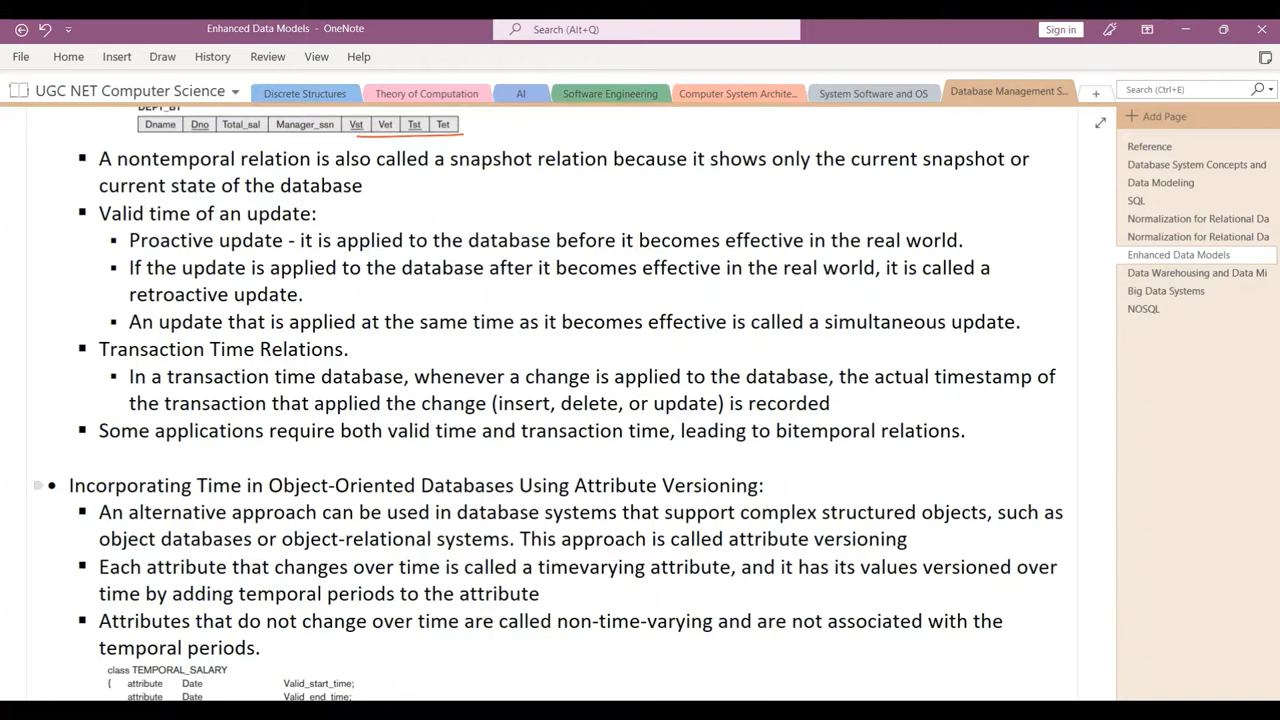 Enhanced Data Models - OneNote
Search (Alt+Q)
Sign in
File Home Insert Draw History Review View Help
UGC NET Computer Science
Discrete Structures
Theory of Computation
AI
Software Engineering
Computer System Archite...
System Software and OS
Database Management S...
Search (Ctrl+E)
DEPT_BT
Dname Dno Total_sal Manager_ssn Vst Vet Tst Tet
A nontemporal relation is also called a snapshot relation because it shows only the current snapshot or
current state of the database
Valid time of an update:
Proactive update - it is applied to the database before it becomes effective in the real world.
If the update is applied to the database after it becomes effective in the real world, it is called a
retroactive update.
An update that is applied at the same time as it becomes effective is called a simultaneous update.
Transaction Time Relations.
In a transaction time database, whenever a change is applied to the database, the actual timestamp of
the transaction that applied the change (insert, delete, or update) is recorded
Some applications require both valid time and transaction time, leading to bitemporal relations.
Incorporating Time in Object-Oriented Databases Using Attribute Versioning:
An alternative approach can be used in database systems that support complex structured objects, such as
object databases or object-relational systems. This approach is called attribute versioning
Each attribute that changes over time is called a timevarying attribute, and it has its values versioned over
time by adding temporal periods to the attribute
Attributes that do not change over time are called non-time-varying and are not associated with the
temporal periods.
class TEMPORAL_SALARY
{ attribute Date Valid_start_time;
attribute Date Valid_end_time;
Add Page
Reference
Database System Concepts and
Data Modeling
SQL
Normalization for Relational Da
Normalization for Relational Da
Enhanced Data Models
Data Warehousing and Data Mi
Big Data Systems
NOSQL